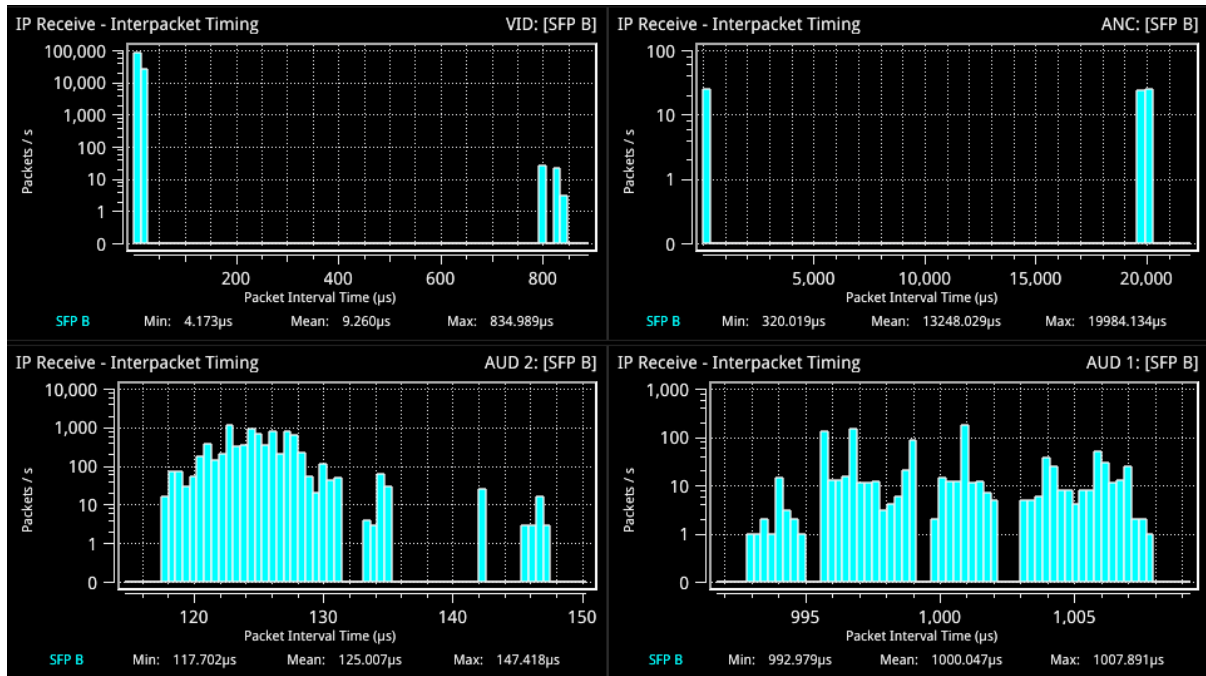 IP Receive - Interpacket Timing VID: [SFP B]
100,000
10,000
1,000
100
10
1
0
Packets / s
200 400 600 800
Packet Interval Time (µs)
SFP B Min: 4.173µs Mean: 9.260µs Max: 834.989µs
IP Receive - Interpacket Timing ANC: [SFP B]
100
10
1
0
Packets / s
5,000 10,000 15,000 20,000
Packet Interval Time (µs)
SFP B Min: 320.019µs Mean: 13248.029µs Max: 19984.134µs
IP Receive - Interpacket Timing AUD 2: [SFP B]
10,000
1,000
100
10
1
0
Packets / s
120 130 140 150
Packet Interval Time (µs)
SFP B Min: 117.702µs Mean: 125.007µs Max: 147.418µs
IP Receive - Interpacket Timing AUD 1: [SFP B]
1,000
100
10
1
0
Packets / s
995 1,000 1,005
Packet Interval Time (µs)
SFP B Min: 992.979µs Mean: 1000.047µs Max: 1007.891µs